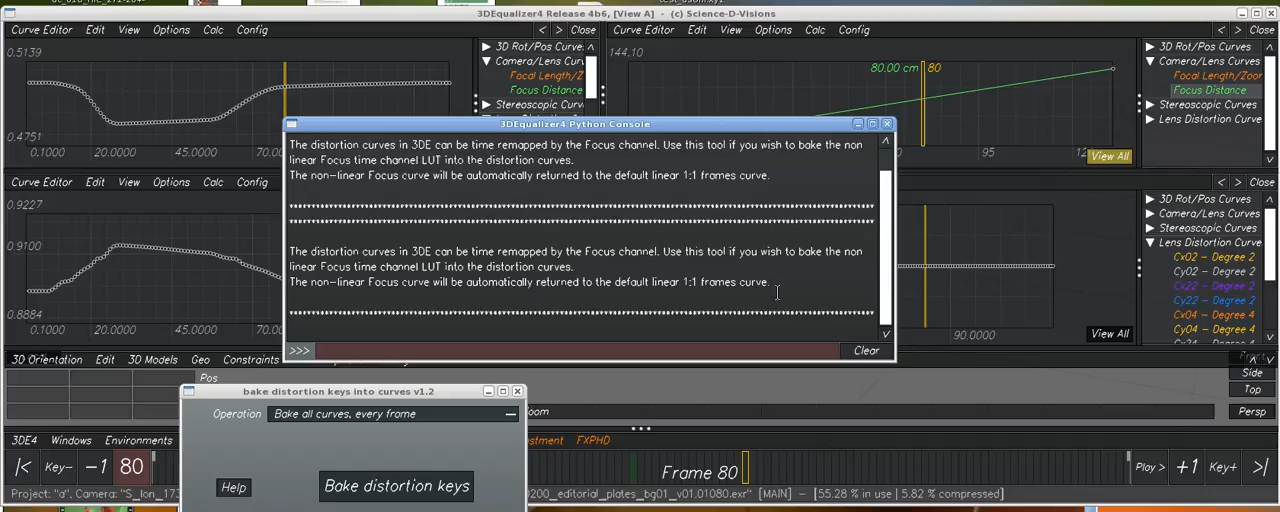 3DEqualizer4 Release 4b6, [View A] - (c) Science-D-Visions
Curve Editor Edit View Options Calc Config < > Close
Curve Editor Edit View Options Calc Config < > Close
0.5139
0.4751
0.1000 20.0000 70.00
3D Rot/Pos Curves
Camera/Lens Curv
Focal Length/Z
Focus Distance
Stereoscopic Curv
144.10
80.00 cm 80
95
View All
3D Rot/Pos Curves
Camera/Lens Curves
Focal Length/Zoom
Focus Distance
Stereoscopic Curves
Lens Distortion Curve
3DEqualizer4 Python Console
The distortion curves in 3DE can be time remapped by the Focus channel. Use this tool if you wish to bake the non
linear Focus time channel LUT into the distortion curves.
The non-linear Focus curve will be automatically returned to the default linear 1:1 frames curve.
The distortion curves in 3DE can be time remapped by the Focus channel. Use this tool if you wish to bake the non
linear Focus time channel LUT into the distortion curves.
The non-linear Focus curve will be automatically returned to the default linear 1:1 frames curve.
>>> Clear
Curve Editor Edit View Options Calc Config
0.9227
0.9100
0.8884
0.1000 20.0000 70.00
> Close
3D Rot/Pos Curves
Camera/Lens Curves
Stereoscopic Curves
Lens Distortion Curve
Cx02 - Degree 2
Cy02 - Degree 2
Cx22 - Degree 2
Cy22 - Degree 2
Cx04 - Degree 4
Cy04 - Degree 4
90.0000
View All
3D Orientation Edit 3D Models Geo Constraints
Pos
Side
Top
Persp
bake distortion keys into curves v1.2
Operation Bake all curves, every frame
Help Bake distortion keys
3DE4 Windows Environments
FXPHD
|< Key- -1 80
Frame 80
Play > +1 Key+ >|
Project: "a", Camera: "S_lon_173
0200_editorial_plates_bg01_v01.01080.exr" [MAIN] - [55.28 % in use | 5.82 % compressed]